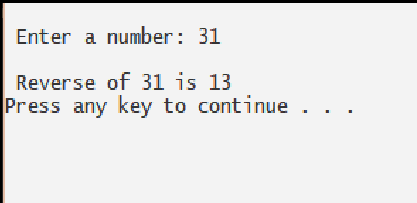 Enter a number: 31
Reverse of 31 is 13
Press any key to continue . . .